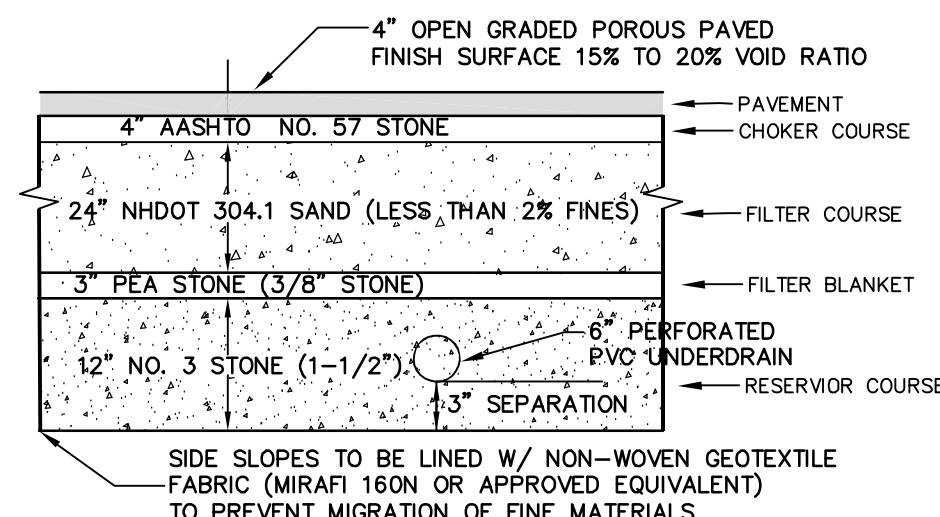 4" OPEN GRADED POROUS PAVED
FINISH SURFACE 15% TO 20% VOID RATIO
PAVEMENT
4" AASHTO NO. 57 STONE
CHOKER COURSE
24" NHDOT 304.1 SAND (LESS THAN 2% FINES)
FILTER COURSE
3" PEA STONE (3/8" STONE)
FILTER BLANKET
6" PERFORATED
PVC UNDERDRAIN
12" NO. 3 STONE (1-1/2")
RESERVIOR COURSE
3" SEPARATION
SIDE SLOPES TO BE LINED W/ NON-WOVEN GEOTEXTILE
FABRIC (MIRAFI 160N OR APPROVED EQUIVALENT)
TO PREVENT MIGRATION OF FINE MATERIALS